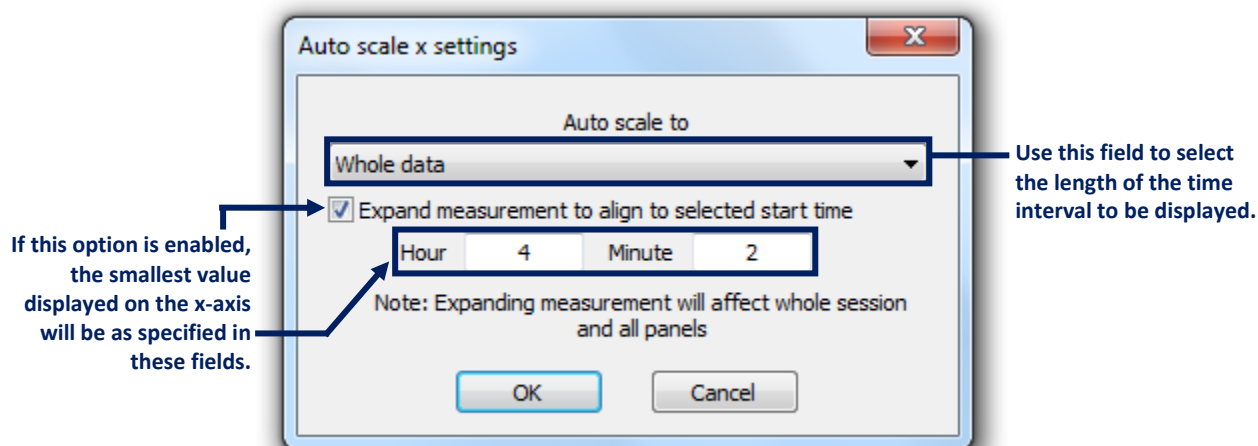 Auto scale x settings
Auto scale to
Whole data
Use this field to select
the length of the time
interval to be displayed.
Expand measurement to align to selected start time
If this option is enabled,
the smallest value
displayed on the x-axis
will be as specified in
these fields.
Hour 4 Minute 2
Note: Expanding measurement will affect whole session
and all panels
OK Cancel